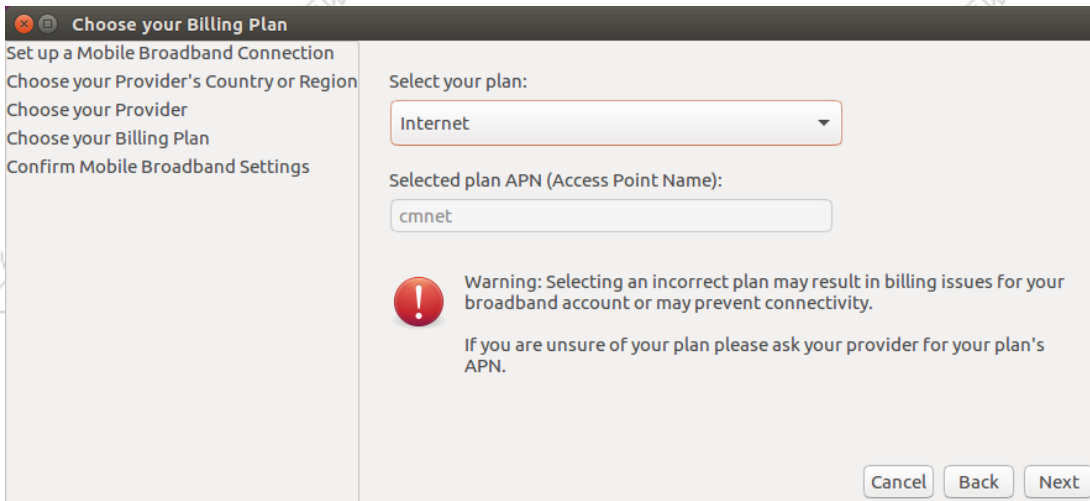 Choose your Billing Plan
Set up a Mobile Broadband Connection
Choose your Provider's Country or Region
Choose your Provider
Choose your Billing Plan
Confirm Mobile Broadband Settings
Select your plan:
Internet
Selected plan APN (Access Point Name):
cmnet
Warning: Selecting an incorrect plan may result in billing issues for your
broadband account or may prevent connectivity.
If you are unsure of your plan please ask your provider for your plan's
APN.
Cancel Back Next